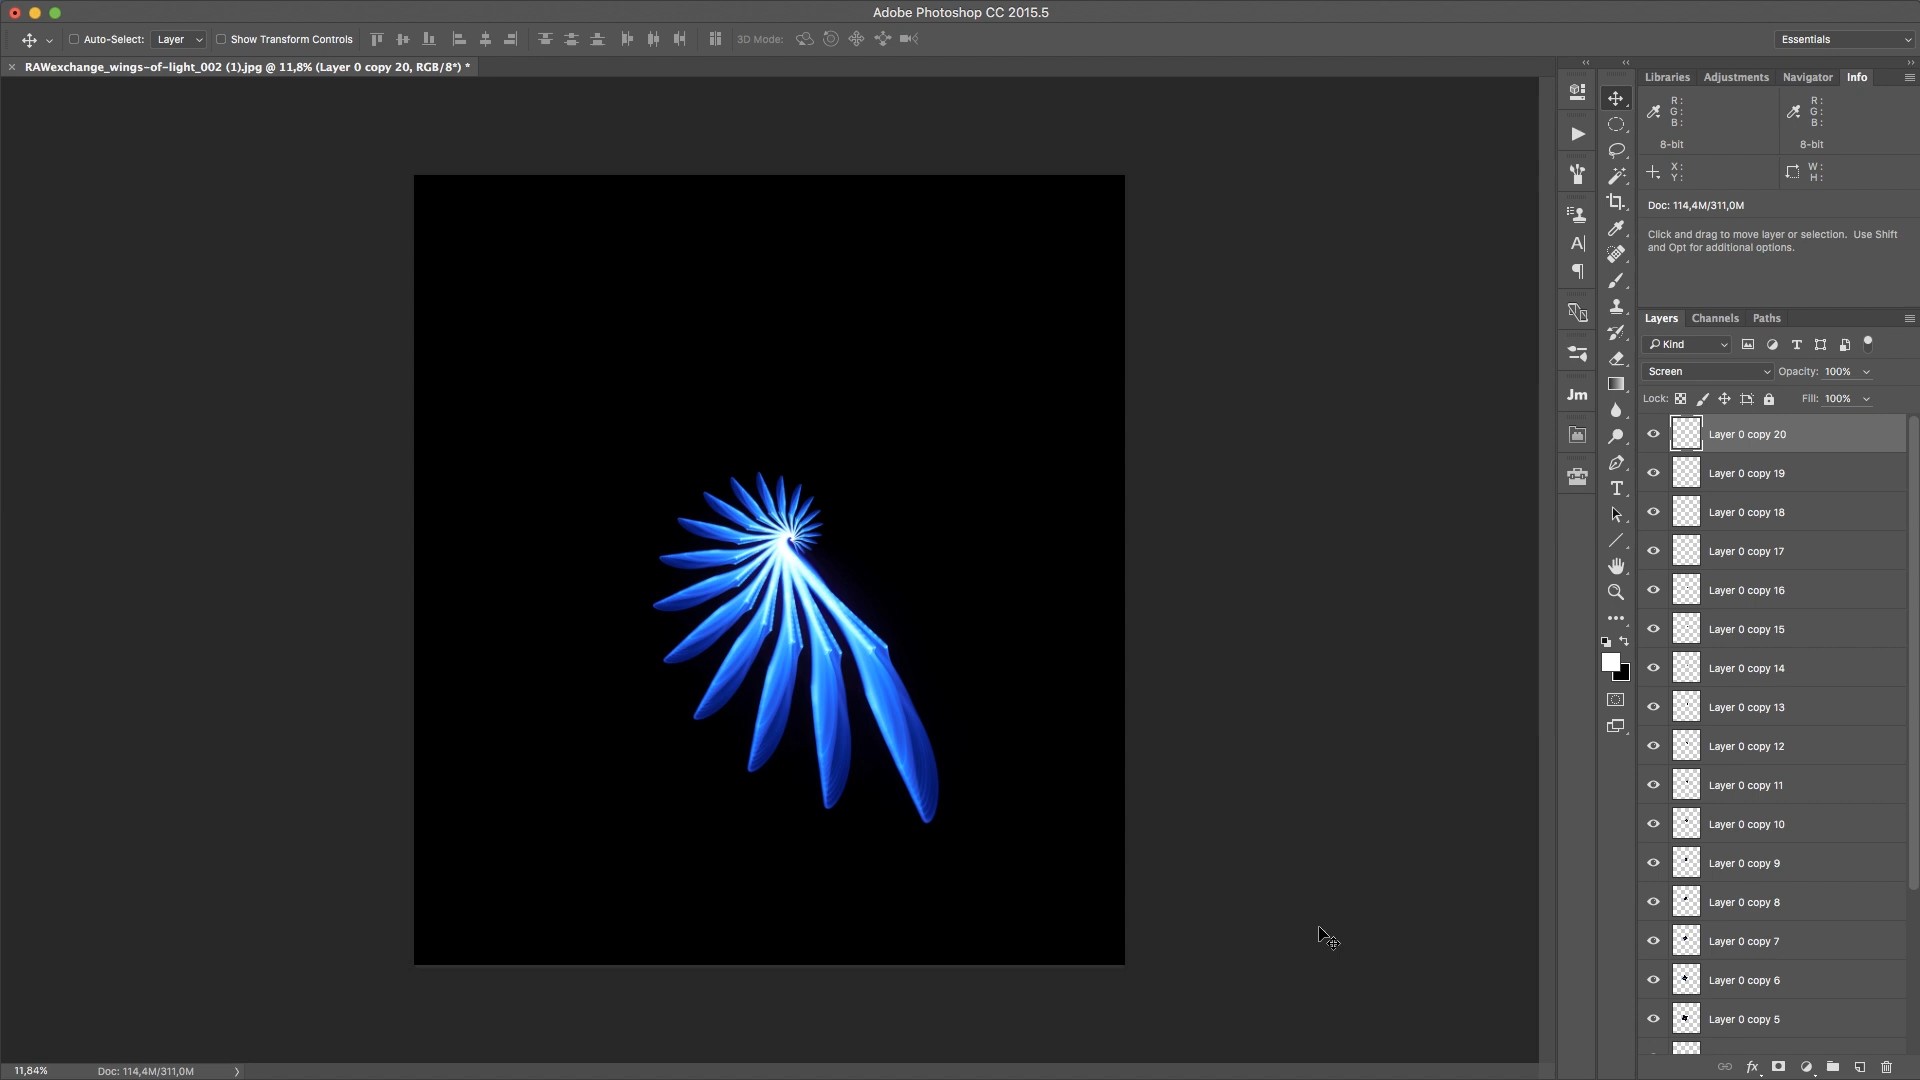 Adobe Photoshop CC 2015.5
Auto-Select: Layer Show Transform Controls 3D Mode: Essentials
RAWexchange_wings-of-light_002 (1).jpg @ 11,8% (Layer 0 copy 20, RGB/8*) *
Libraries Adjustments Navigator Info
R: R:
G: G:
B: B:
8-bit 8-bit
X: W:
Y: H:
Doc: 114,4M/311,0M
Click and drag to move layer or selection. Use Shift
and Opt for additional options.
Layers Channels Paths
Kind
Screen Opacity: 100%
Lock: Fill: 100%
Jm
Layer 0 copy 20
Layer 0 copy 19
Layer 0 copy 18
Layer 0 copy 17
Layer 0 copy 16
Layer 0 copy 15
Layer 0 copy 14
Layer 0 copy 13
Layer 0 copy 12
Layer 0 copy 11
Layer 0 copy 10
Layer 0 copy 9
Layer 0 copy 8
Layer 0 copy 7
Layer 0 copy 6
Layer 0 copy 5
fx
11,84% Doc: 114,4M/311,0M